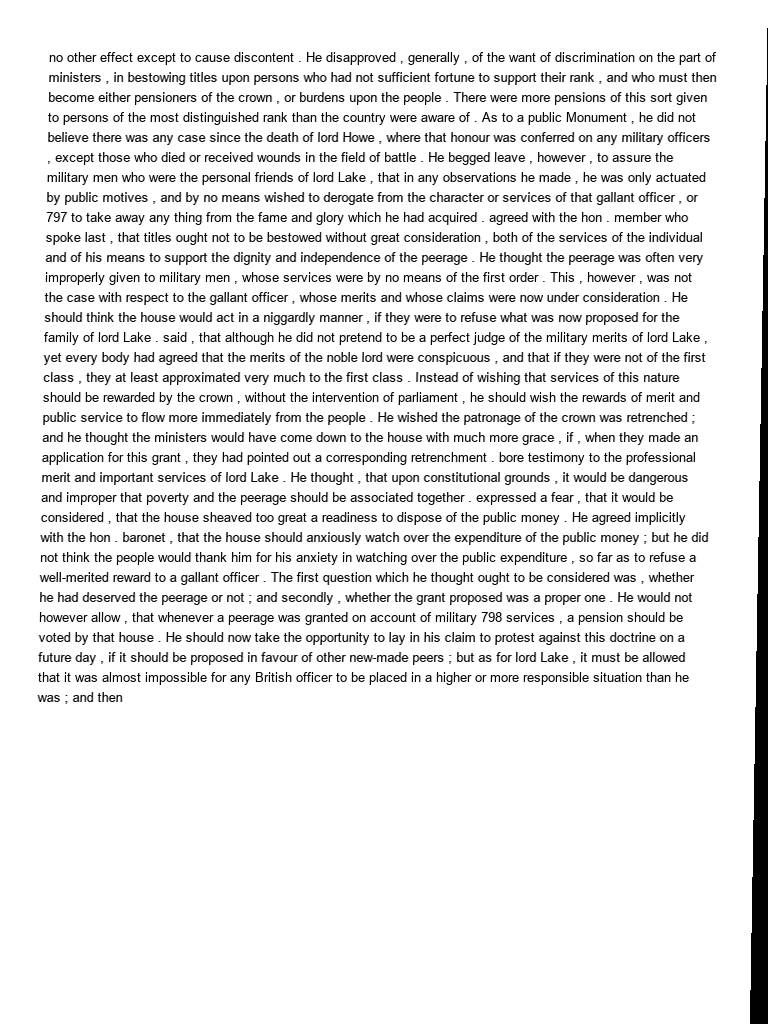 no other effect except to cause discontent . He disapproved , generally , of the want of discrimination on the part of
ministers , in bestowing titles upon persons who had not sufficient fortune to support their rank , and who must then
become either pensioners of the crown , or burdens upon the people . There were more pensions of this sort given
to persons of the most distinguished rank than the country were aware of . As to a public Monument , he did not
believe there was any case since the death of lord Howe , where that honour was conferred on any military officers
, except those who died or received wounds in the field of battle . He begged leave , however , to assure the
military men who were the personal friends of lord Lake , that in any observations he made , he was only actuated
by public motives , and by no means wished to derogate from the character or services of that gallant officer , or
797 to take away any thing from the fame and glory which he had acquired . agreed with the hon . member who
spoke last , that titles ought not to be bestowed without great consideration , both of the services of the individual
and of his means to support the dignity and independence of the peerage . He thought the peerage was often very
improperly given to military men , whose services were by no means of the first order . This , however , was not
the case with respect to the gallant officer , whose merits and whose claims were now under consideration . He
should think the house would act in a niggardly manner , if they were to refuse what was now proposed for the
family of lord Lake . said , that although he did not pretend to be a perfect judge of the military merits of lord Lake ,
yet every body had agreed that the merits of the noble lord were conspicuous , and that if they were not of the first
class , they at least approximated very much to the first class . Instead of wishing that services of this nature
should be rewarded by the crown , without the intervention of parliament , he should wish the rewards of merit and
public service to flow more immediately from the people . He wished the patronage of the crown was retrenched ;
and he thought the ministers would have come down to the house with much more grace , if , when they made an
application for this grant , they had pointed out a corresponding retrenchment . bore testimony to the professional
merit and important services of lord Lake . He thought , that upon constitutional grounds , it would be dangerous
and improper that poverty and the peerage should be associated together . expressed a fear , that it would be
considered , that the house sheaved too great a readiness to dispose of the public money . He agreed implicitly
with the hon . baronet , that the house should anxiously watch over the expenditure of the public money ; but he did
not think the people would thank him for his anxiety in watching over the public expenditure , so far as to refuse a
well-merited reward to a gallant officer . The first question which he thought ought to be considered was , whether
he had deserved the peerage or not ; and secondly , whether the grant proposed was a proper one . He would not
however allow , that whenever a peerage was granted on account of military 798 services , a pension should be
voted by that house . He should now take the opportunity to lay in his claim to protest against this doctrine on a
future day , if it should be proposed in favour of other new-made peers ; but as for lord Lake , it must be allowed
that it was almost impossible for any British officer to be placed in a higher or more responsible situation than he
was ; and then